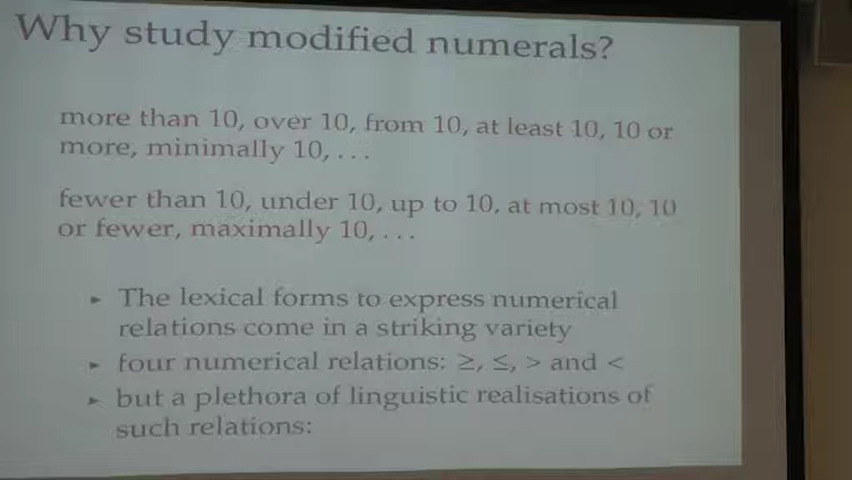 Why study modified numerals?
more than 10, over 10, from 10, at least 10, 10 or
more, minimally 10, ...
fewer than 10, under 10, up to 10, at most 10, 10
or fewer, maximally 10, ...
▸ The lexical forms to express numerical
relations come in a striking variety
▸ four numerical relations: ≥, ≤, > and <
▸ but a plethora of linguistic realisations of
such relations: